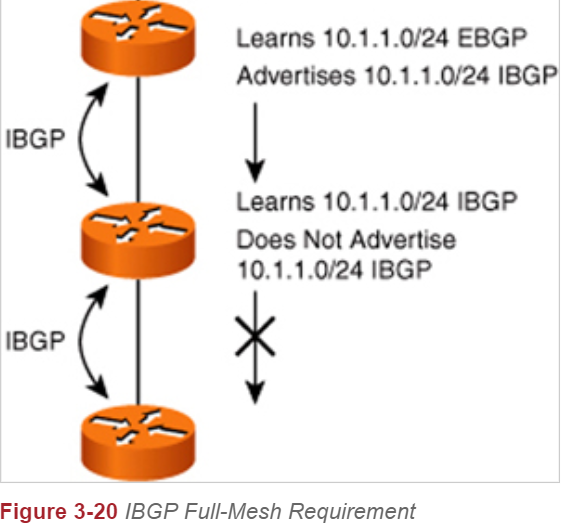 Learns 10.1.1.0/24 EBGP
Advertises 10.1.1.0/24 IBGP
IBGP
Learns 10.1.1.0/24 IBGP
Does Not Advertise
10.1.1.0/24 IBGP
IBGP
Figure 3-20 IBGP Full-Mesh Requirement